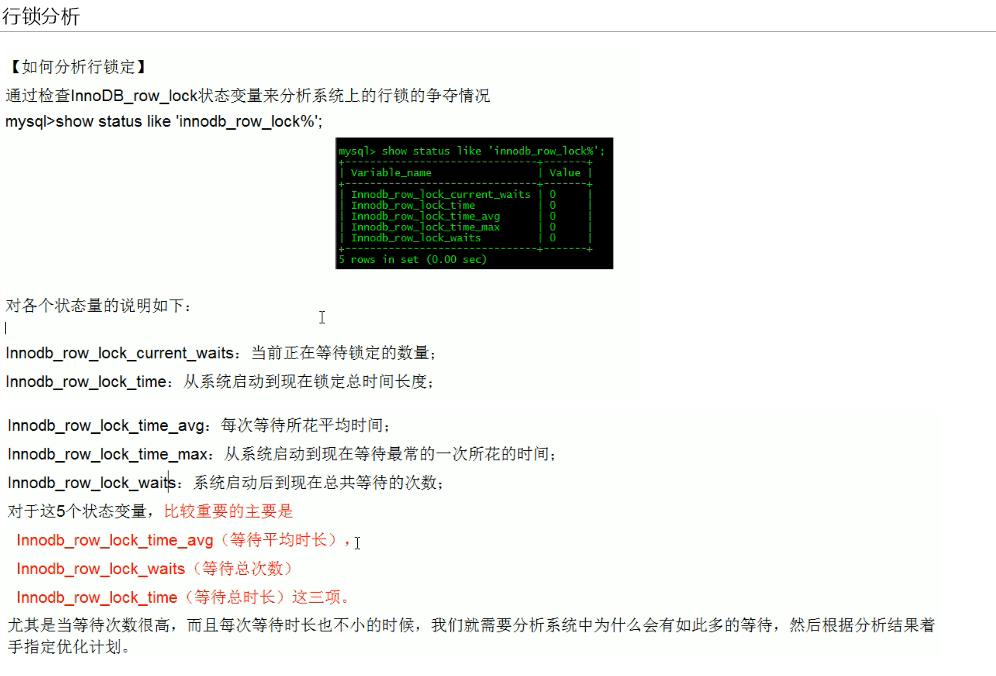 行锁分析
【如何分析行锁定】
通过检查InnoDB_row_lock状态变量来分析系统上的行锁的争夺情况
mysql>show status like 'innodb_row_lock%';
mysql> show status like 'innodb_row_lock%';
+-------------------------------+-------+
| Variable_name | Value |
+-------------------------------+-------+
| Innodb_row_lock_current_waits | 0 |
| Innodb_row_lock_time | 0 |
| Innodb_row_lock_time_avg | 0 |
| Innodb_row_lock_time_max | 0 |
| Innodb_row_lock_waits | 0 |
+-------------------------------+-------+
5 rows in set (0.00 sec)
对各个状态量的说明如下:
Innodb_row_lock_current_waits:当前正在等待锁定的数量;
Innodb_row_lock_time:从系统启动到现在锁定总时间长度;
Innodb_row_lock_time_avg:每次等待所花平均时间;
Innodb_row_lock_time_max:从系统启动到现在等待最常的一次所花的时间;
Innodb_row_lock_waits:系统启动后到现在总共等待的次数;
对于这5个状态变量,比较重要的主要是
Innodb_row_lock_time_avg(等待平均时长),
Innodb_row_lock_waits(等待总次数)
Innodb_row_lock_time(等待总时长)这三项。
尤其是当等待次数很高,而且每次等待时长也不小的时候,我们就需要分析系统中为什么会有如此多的等待,然后根据分析结果着
手指定优化计划。